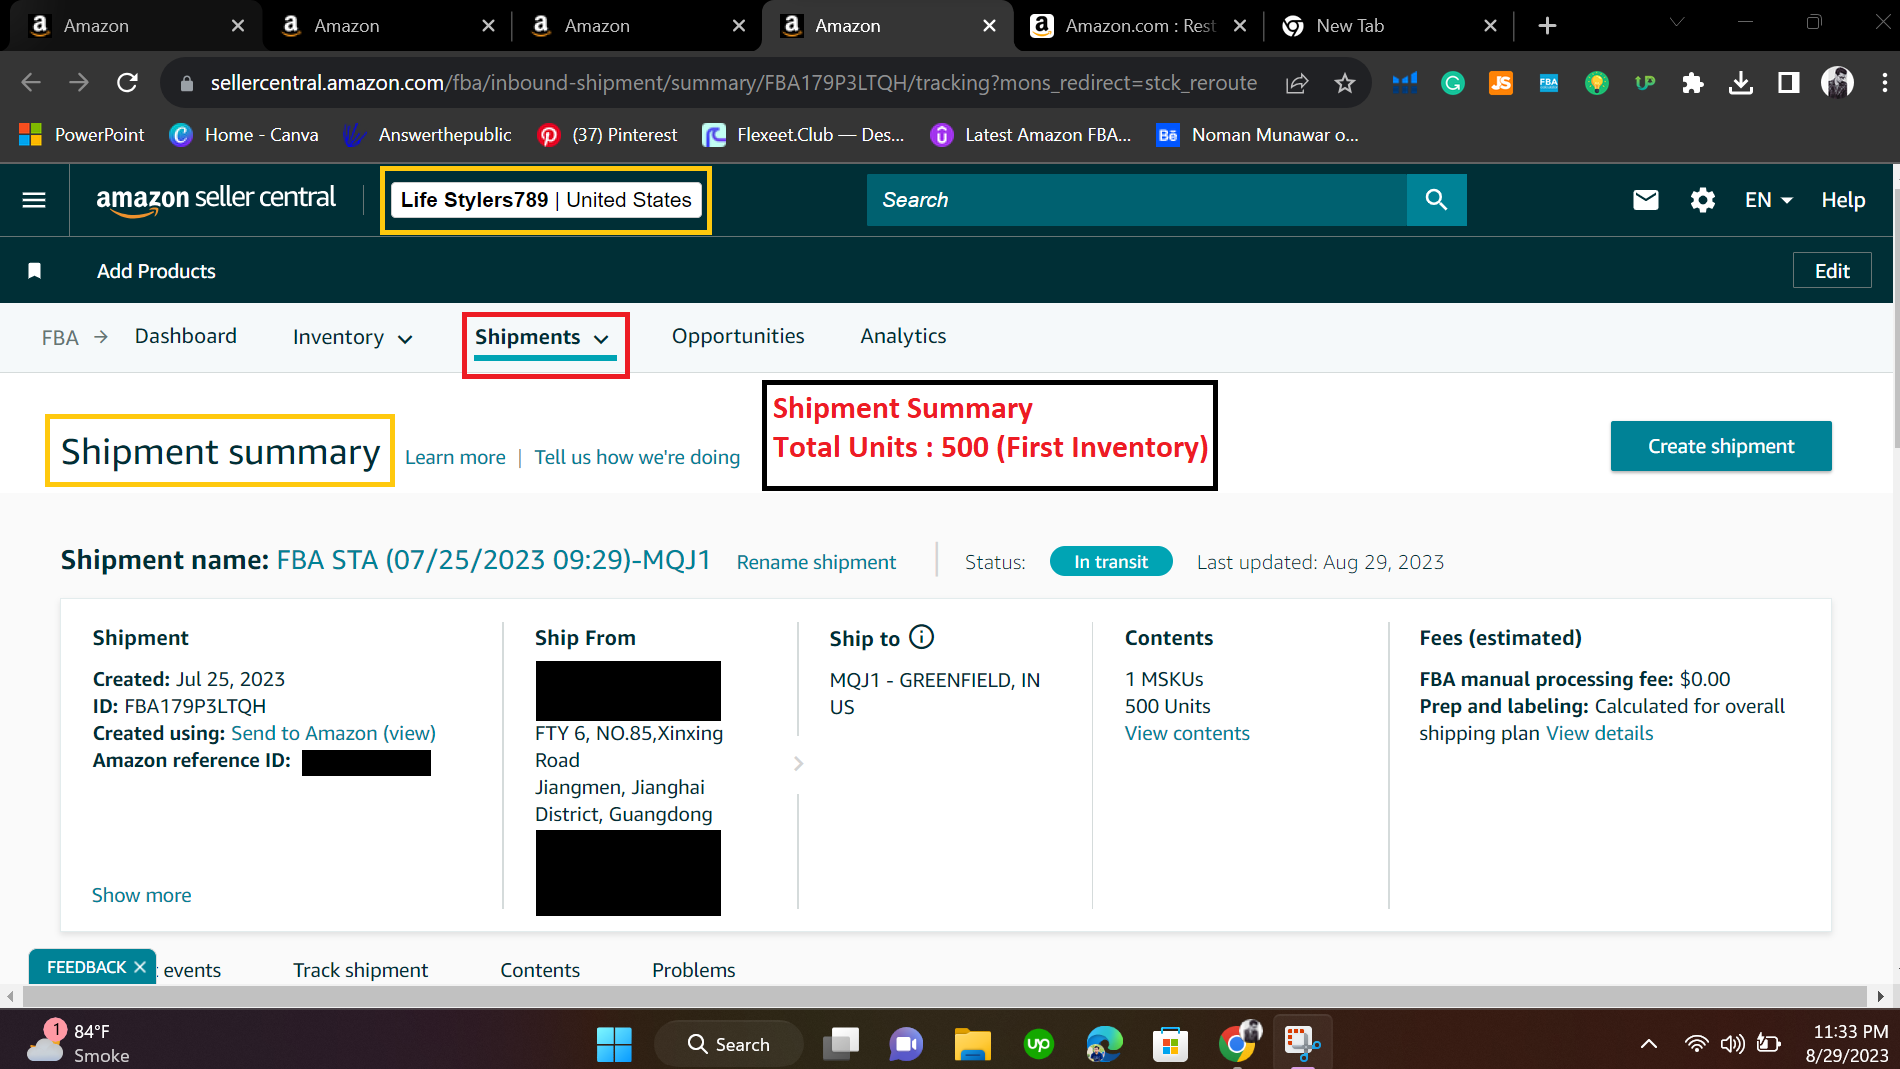 Amazon
Amazon
Amazon
Amazon
Amazon.com : Rest
New Tab
sellercentral.amazon.com/fba/inbound-shipment/summary/FBA179P3LTQH/tracking?mons_redirect=stck_reroute
PowerPoint
Home - Canva
Answerthepublic
(37) Pinterest
Flexeet.Club — Des...
Latest Amazon FBA...
Noman Munawar o...
amazon seller central
Life Stylers789 | United States
Search
EN
Help
Add Products
Edit
FBA → Dashboard
Inventory
Shipments
Opportunities
Analytics
Shipment summary
Learn more | Tell us how we're doing
Shipment Summary
Total Units : 500 (First Inventory)
Create shipment
Shipment name: FBA STA (07/25/2023 09:29)-MQJ1
Rename shipment
Status:
In transit
Last updated: Aug 29, 2023
Shipment
Created: Jul 25, 2023
ID: FBA179P3LTQH
Created using: Send to Amazon (view)
Amazon reference ID:
Show more
Ship From
FTY 6, NO.85,Xinxing
Road
Jiangmen, Jianghai
District, Guangdong
Ship to
MQJ1 - GREENFIELD, IN
US
Contents
1 MSKUs
500 Units
View contents
Fees (estimated)
FBA manual processing fee: $0.00
Prep and labeling: Calculated for overall
shipping plan View details
FEEDBACK
events
Track shipment
Contents
Problems
1
84°F
Smoke
Search
up
11:33 PM
8/29/2023